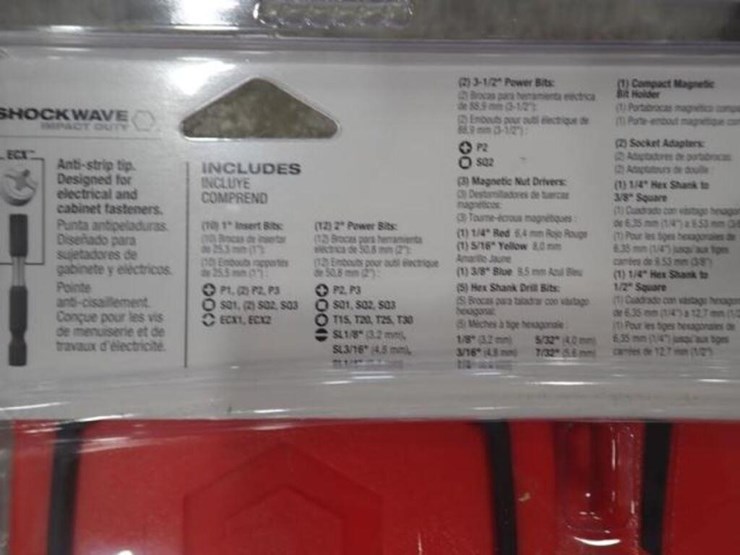 SHOCKWAVE
IMPACT DUTY
ECX™
Anti-strip tip.
Designed for
electrical and
cabinet fasteners.
Punta antipeladuras.
Diseñado para
sujetadores de
gabinete y eléctricos.
Pointe
anti-cisaillement.
Conçue pour les vis
de menuiserie et de
travaux d'électricité.
INCLUDES
INCLUYE
COMPREND
(10) 1" Insert Bits:
(10) Brocas de insertar
de 25,5 mm (1"):
(10) Embouts rapportés
de 25,5 mm (1"):
P1, (2) P2, P3
SQ1, (2) SQ2, SQ3
ECX1, ECX2
(12) 2" Power Bits:
(12) Brocas para herramienta
eléctrica de 50,8 mm (2"):
(12) Embouts pour outil électrique
de 50,8 mm (2"):
P2, P3
SQ1, SQ2, SQ3
T15, T20, T25, T30
SL1/8" (3.2 mm),
SL3/16" (4.8 mm),
(2) 3-1/2" Power Bits:
(2) Brocas para herramienta eléctrica
de 88,9 mm (3-1/2"):
(2) Embouts pour outil électrique de
88,9 mm (3-1/2"):
P2
SQ2
(3) Magnetic Nut Drivers:
(3) Destornilladores de tuercas
magnéticos:
(3) Tourne-écrous magnétiques:
(1) 1/4" Red 6,4 mm Rojo Rouge
(1) 5/16" Yellow 8,0 mm
Amarillo Jaune
(1) 3/8" Blue 9.5 mm Azul Bleu
(5) Hex Shank Drill Bits:
(5) Brocas para taladrar con vástago
hexagonal:
(5) Mèches à tige hexagonale:
1/8" (3.2 mm) 5/32" (4.0 mm)
3/16" (4.8 mm) 7/32" (5.6 mm)
(1) Compact Magnetic
Bit Holder
(1) Portabrocas magnético
(1) Porte-embout magnétique
(2) Socket Adapters:
(2) Adaptadores de portabrocas:
(2) Adaptateurs de douille:
(1) 1/4" Hex Shank to
3/8" Square
(1) Cuadrado con vástago
de 6,35 mm (1/4") a 9.53 mm
(1) Pour les tiges hexagonales de
6,35 mm (1/4") jusqu'aux tiges
carrées de 9.53 mm (3/8")
(1) 1/4" Hex Shank to
1/2" Square
(1) Cuadrado con vástago
de 6.35 mm (1/4") a 12,7 mm
(1) Pour les tiges hexagonales de
6,35 mm (1/4") jusqu'aux tiges
carrées de 12.7 mm (1/2")